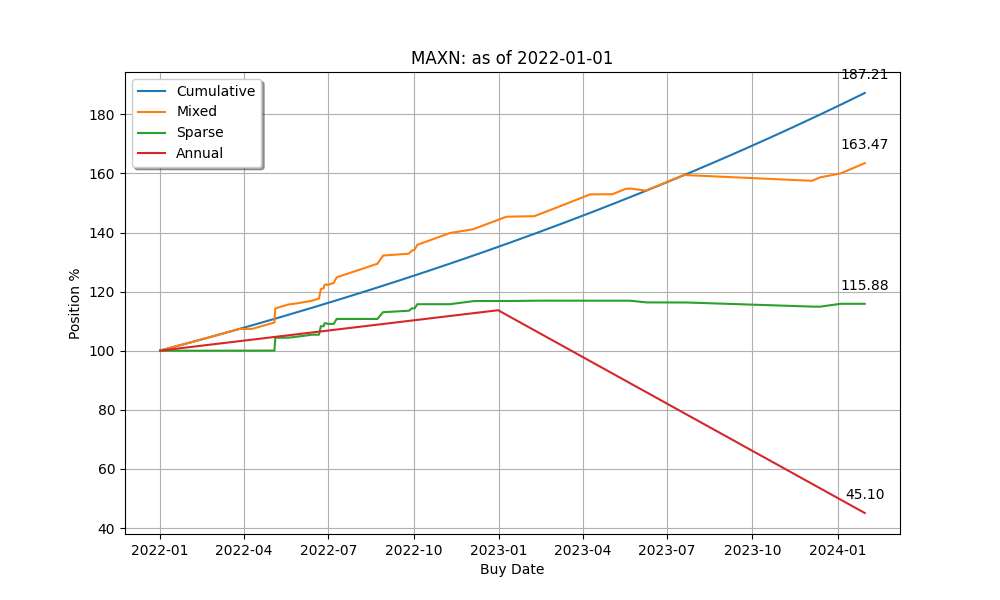 MAXN: as of 2022-01-01
187.21
Cumulative
Mixed
Sparse
Annual
163.47
115.88
45.10
Position %
180
160
140
120
100
80
60
40
2022-01 2022-04 2022-07 2022-10 2023-01 2023-04 2023-07 2023-10 2024-01
Buy Date